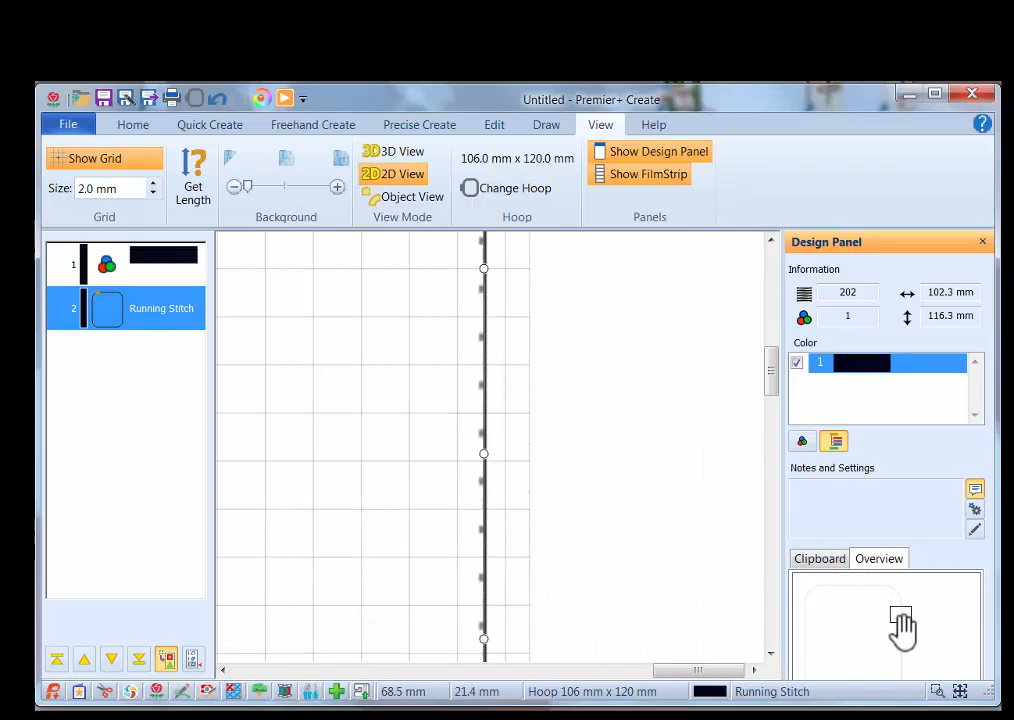 Untitled - Premier+ Create
File Home Quick Create Freehand Create Precise Create Edit Draw View Help
Show Grid
Size: 2.0 mm
Grid
Get Length
Background
3D 3D View
2D 2D View
Object View
View Mode
106.0 mm x 120.0 mm
Change Hoop
Hoop
Show Design Panel
Show FilmStrip
Panels
1
2 Running Stitch
Design Panel
Information
202 102.3 mm
1 116.3 mm
Color
1
Notes and Settings
Clipboard Overview
68.5 mm 21.4 mm Hoop 106 mm x 120 mm Running Stitch